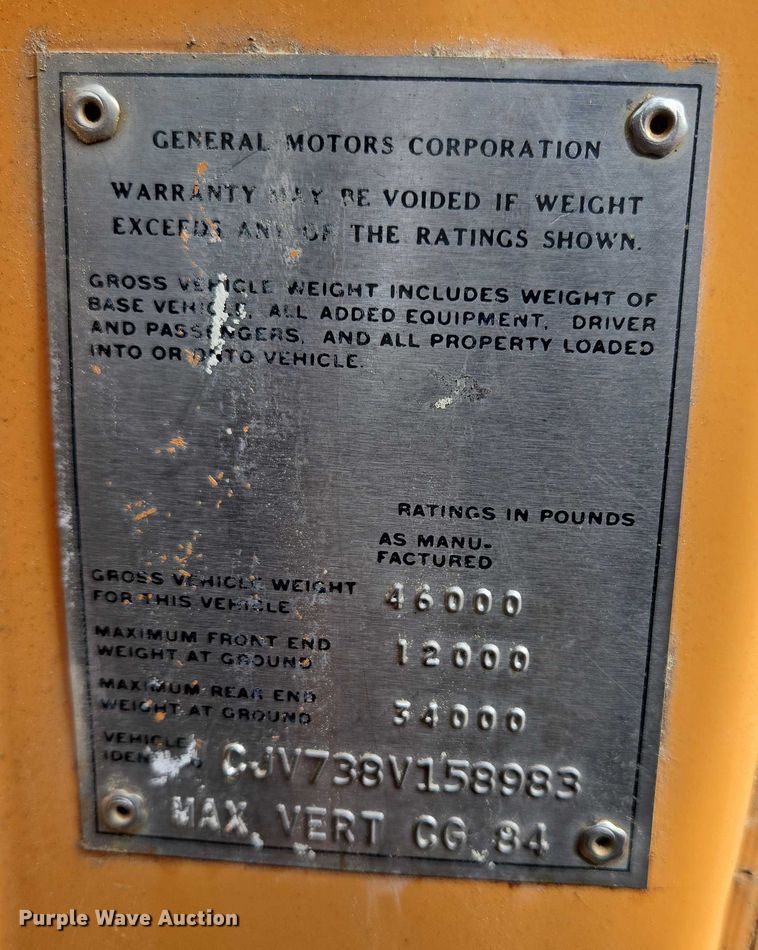 GENERAL MOTORS CORPORATION
WARRANTY MAY BE VOIDED IF WEIGHT
EXCEEDS ANY OF THE RATINGS SHOWN.
GROSS VEHICLE WEIGHT INCLUDES WEIGHT OF
BASE VEHICLE, ALL ADDED EQUIPMENT, DRIVER
AND PASSENGERS, AND ALL PROPERTY LOADED
INTO OR ONTO VEHICLE.
RATINGS IN POUNDS
AS MANU-
FACTURED
GROSS VEHICLE WEIGHT
FOR THIS VEHICLE 46000
MAXIMUM FRONT END
WEIGHT AT GROUND 12000
MAXIMUM REAR END
WEIGHT AT GROUND 34000
VEHICLE
CJV738V158983
MAX VERT CG 84
Purple Wave Auction